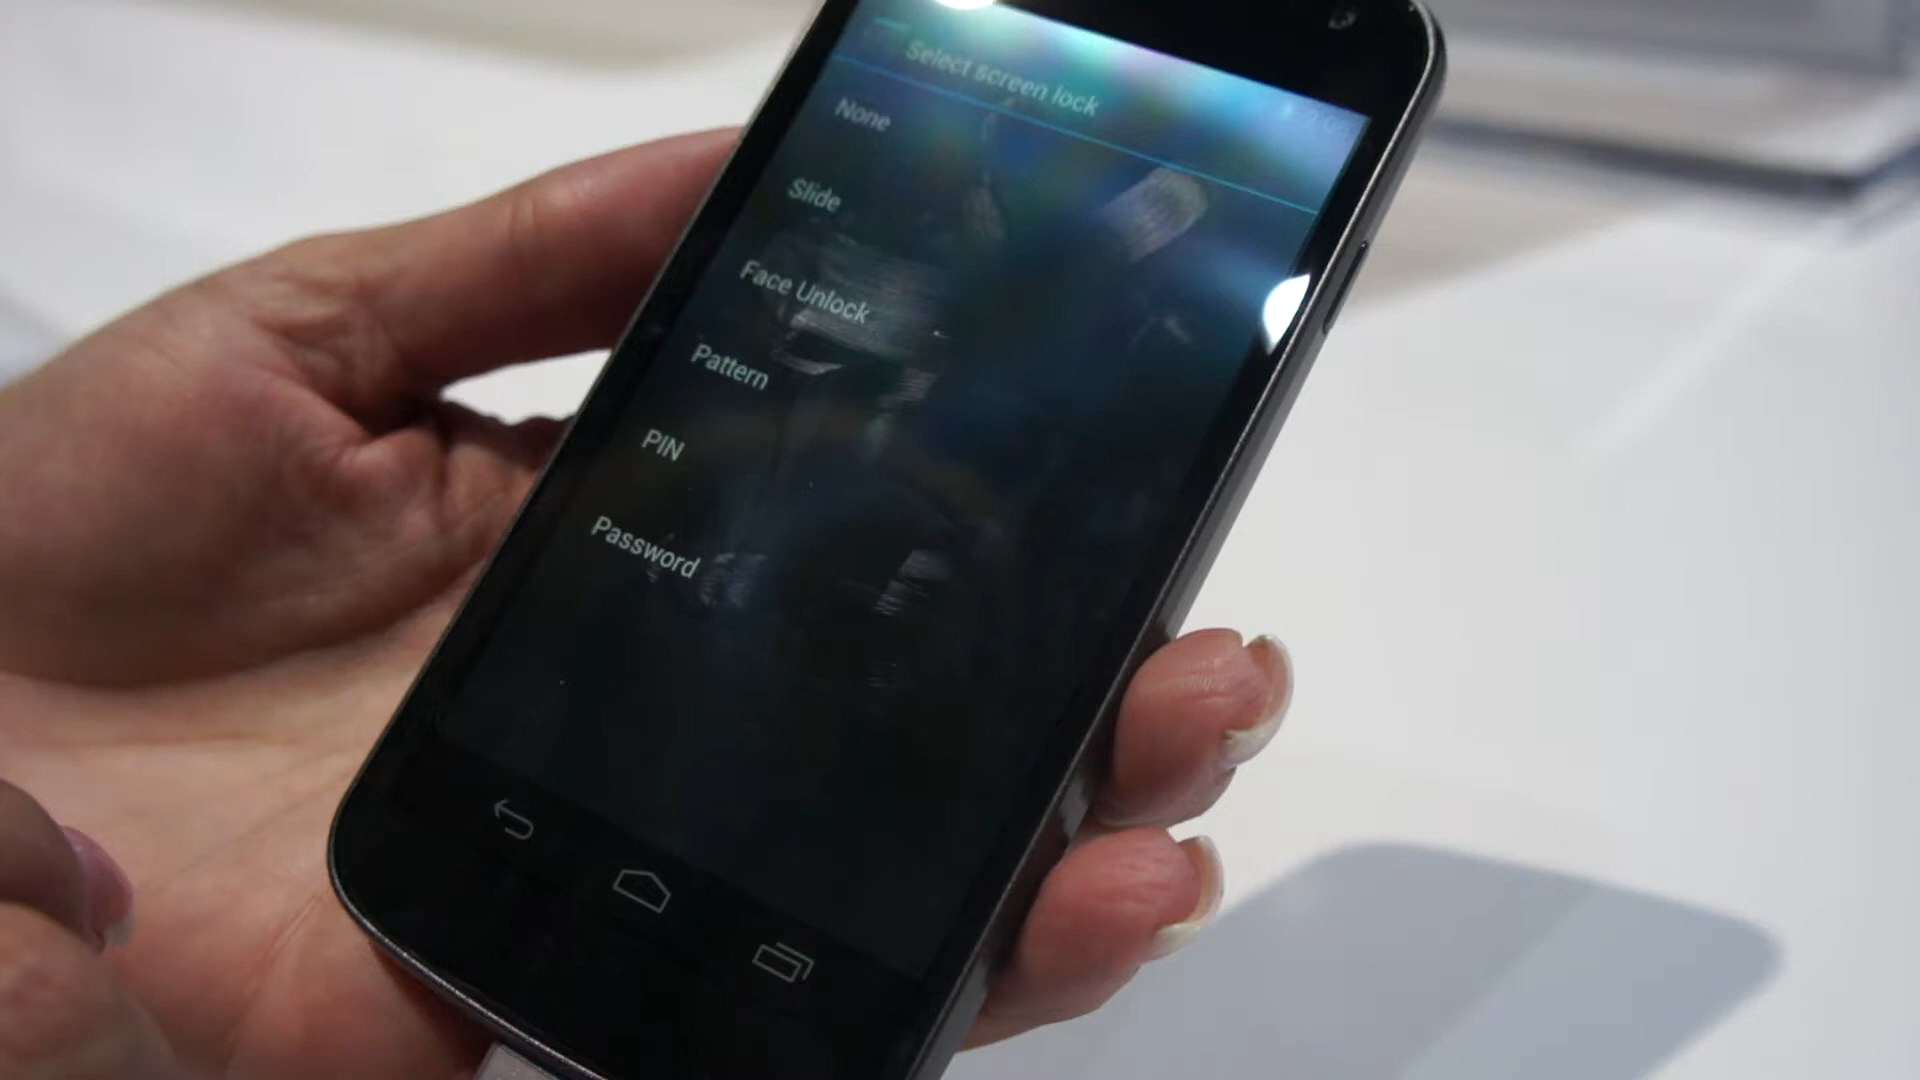 Select screen lock
None
Slide
Face Unlock
Pattern
PIN
Password